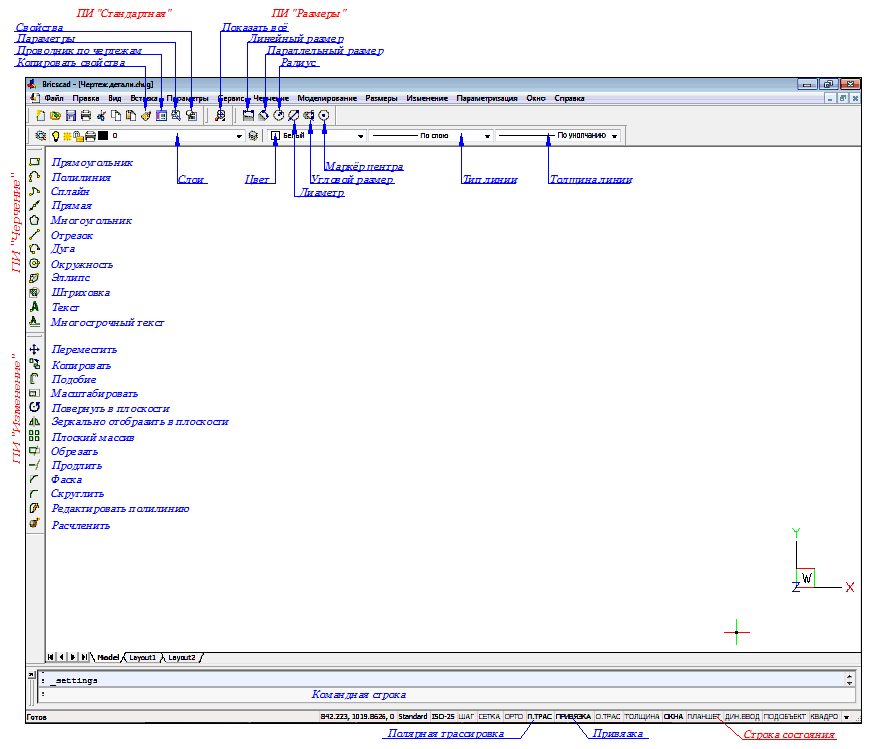 ПИ "Стандартная" ПИ "Размеры"
Свойства Показать всё
Параметры Линейный размер
Проводник по чертежам Параллельный размер
Копировать свойства Радиус
Bricscad - [Чертеж детали.dwg]
Файл Правка Вид Вставка Параметры Сервис Черчение Моделирование Размеры Изменение Параметризация Окно Справка
0 Белый По слою По умолчанию
Маркёр центра
Слои Цвет Угловой размер Тип линии Толщина линии
Диаметр
ПИ "Черчение"
Прямоугольник
Полилиния
Сплайн
Прямая
Многоугольник
Отрезок
Дуга
Окружность
Эллипс
Штриховка
Текст
Многострочный текст
ПИ "Изменение"
Переместить
Копировать
Подобие
Масштабировать
Повернуть в плоскости
Зеркально отобразить в плоскости
Плоский массив
Обрезать
Продлить
Фаска
Скруглить
Редактировать полилинию
Расчленить
Y
W
Z X
Model Layout1 Layout2
: _settings
: Командная строка
Готов 842.223, 1019.8626, 0 Standard ISO-25 ШАГ СЕТКА ОРТО П.ТРАС ПРИВЯЗКА О.ТРАС ТОЛЩИНА ОКНА ПЛАНШЕТ ДИН.ВВОД ПОДОБЪЕКТ КВАДРО
Полярная трассировка Привязка Строка состояния